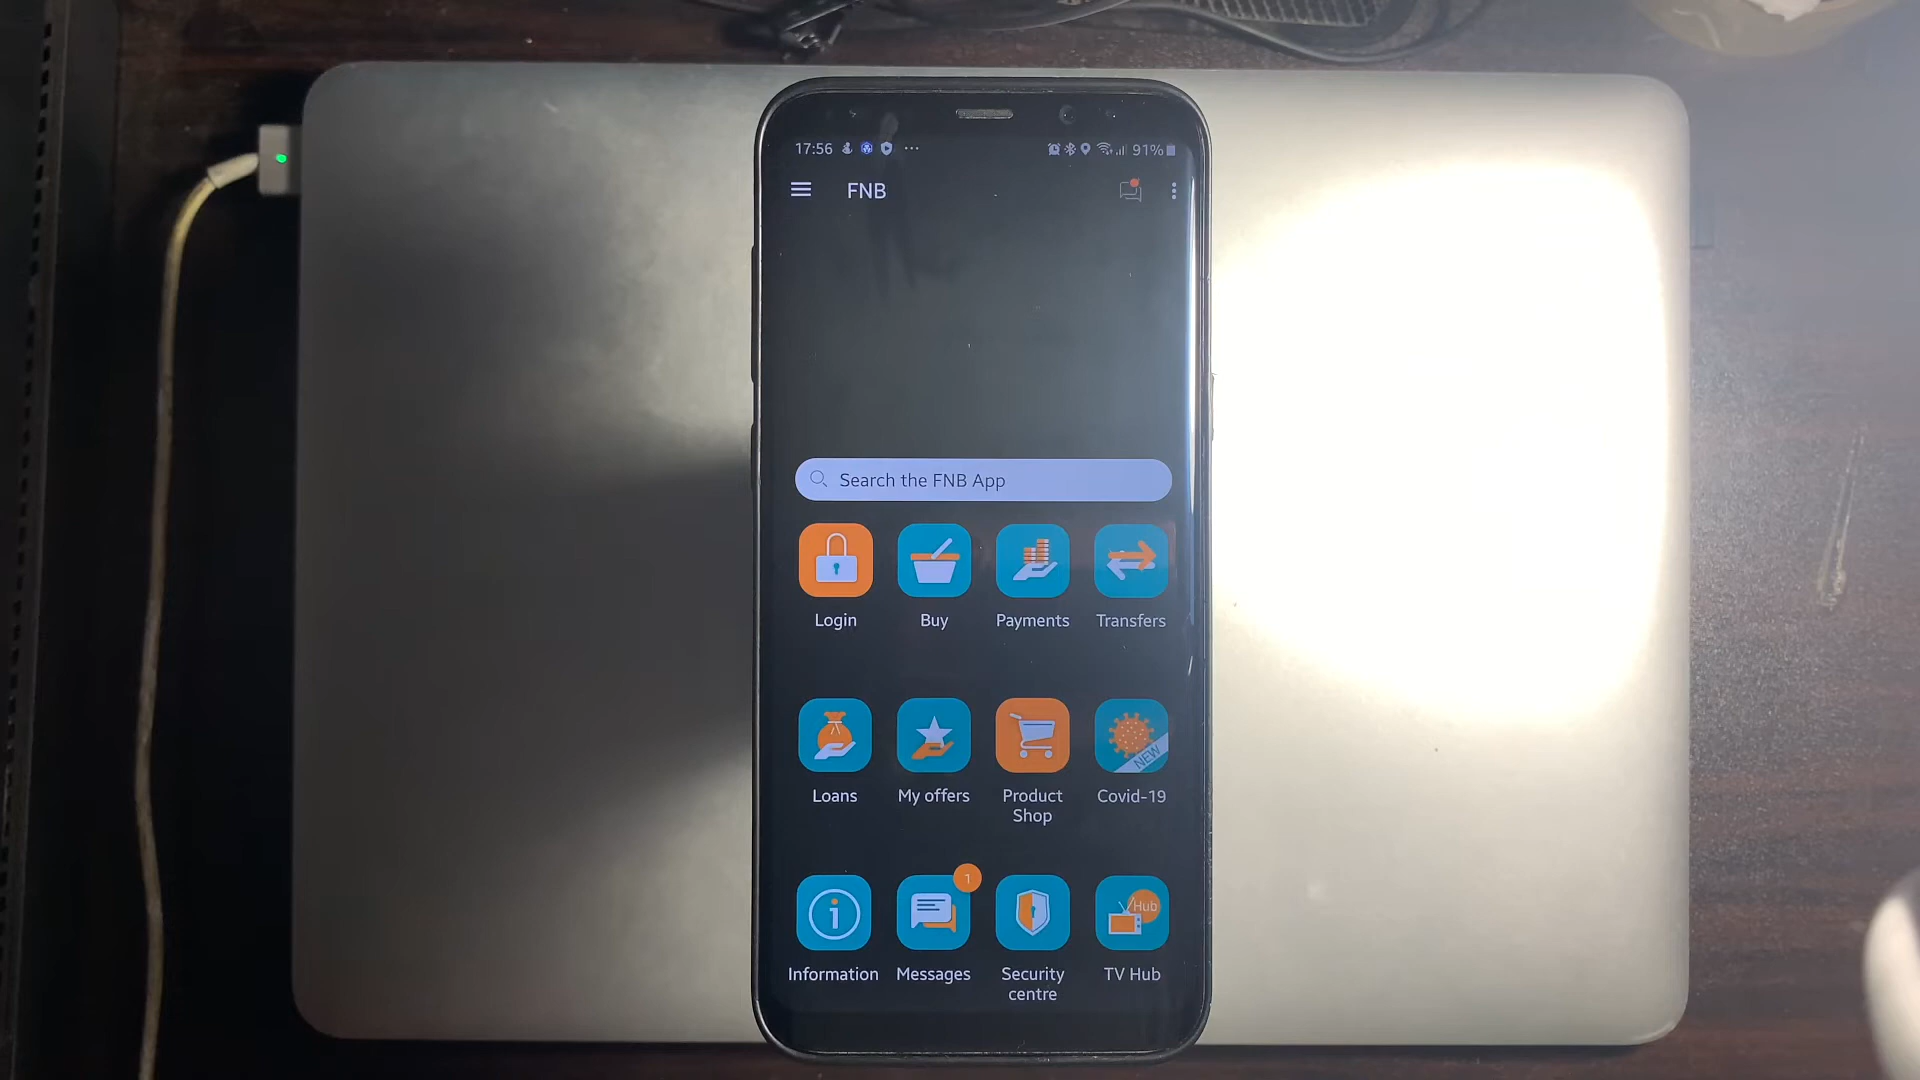 17:56 91%
FNB
Search the FNB App
Login Buy Payments Transfers
Loans My offers Product Shop Covid-19
NEW
Hub
1
Information Messages Security centre TV Hub